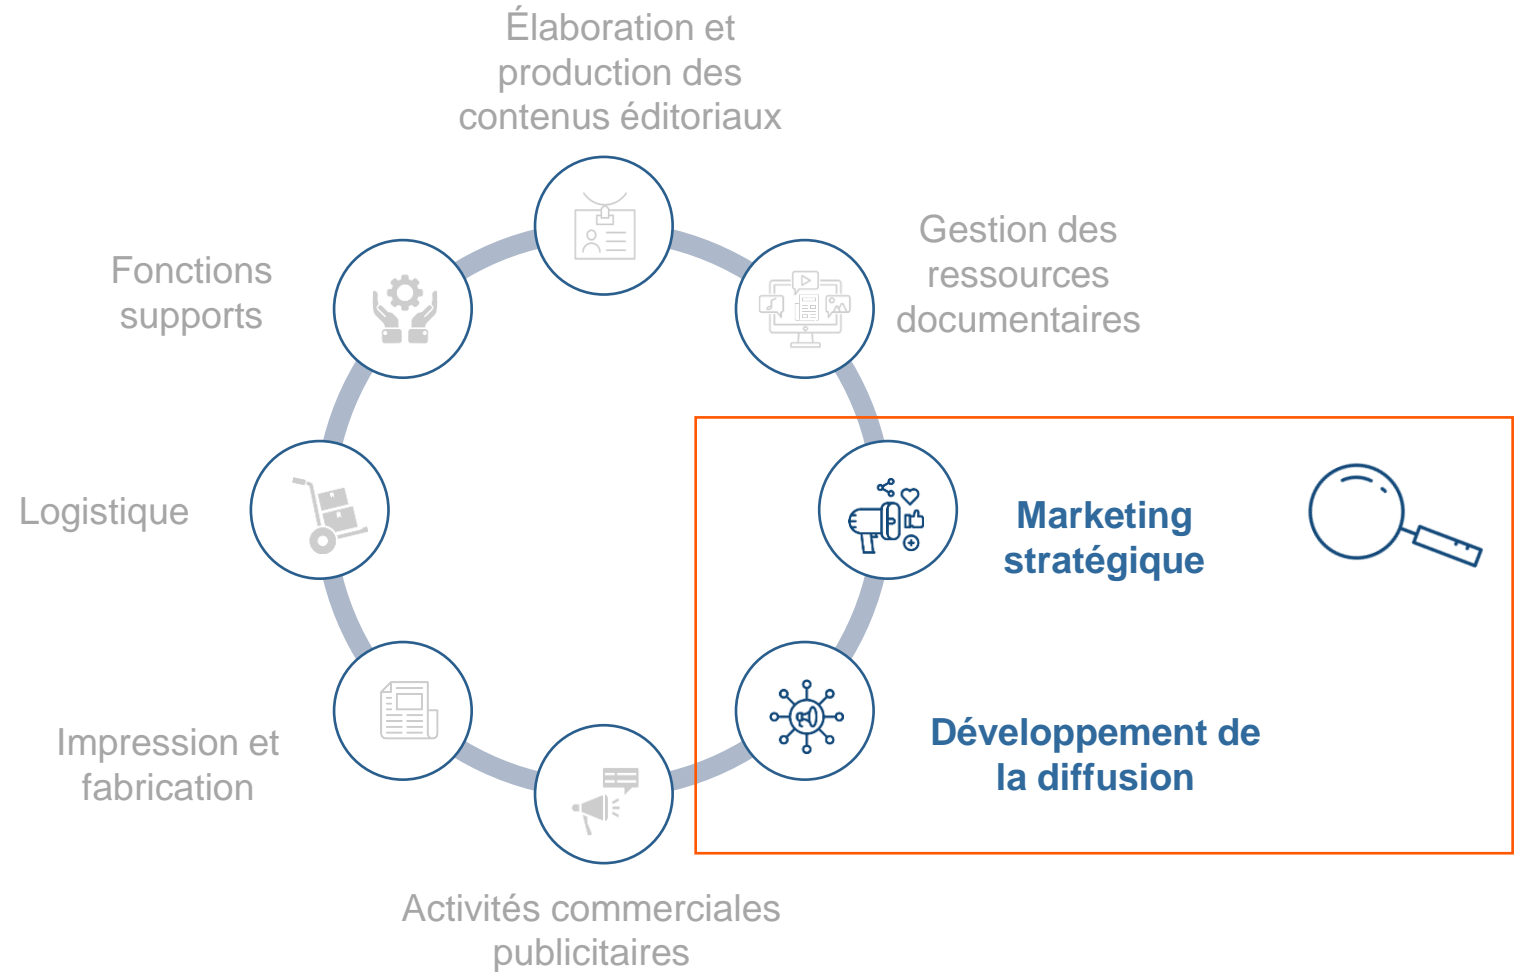 Élaboration et
production des
contenus éditoriaux
Gestion des
ressources
documentaires
Fonctions
supports
Logistique
Marketing
stratégique
Impression et
fabrication
Développement de
la diffusion
Activités commerciales
publicitaires